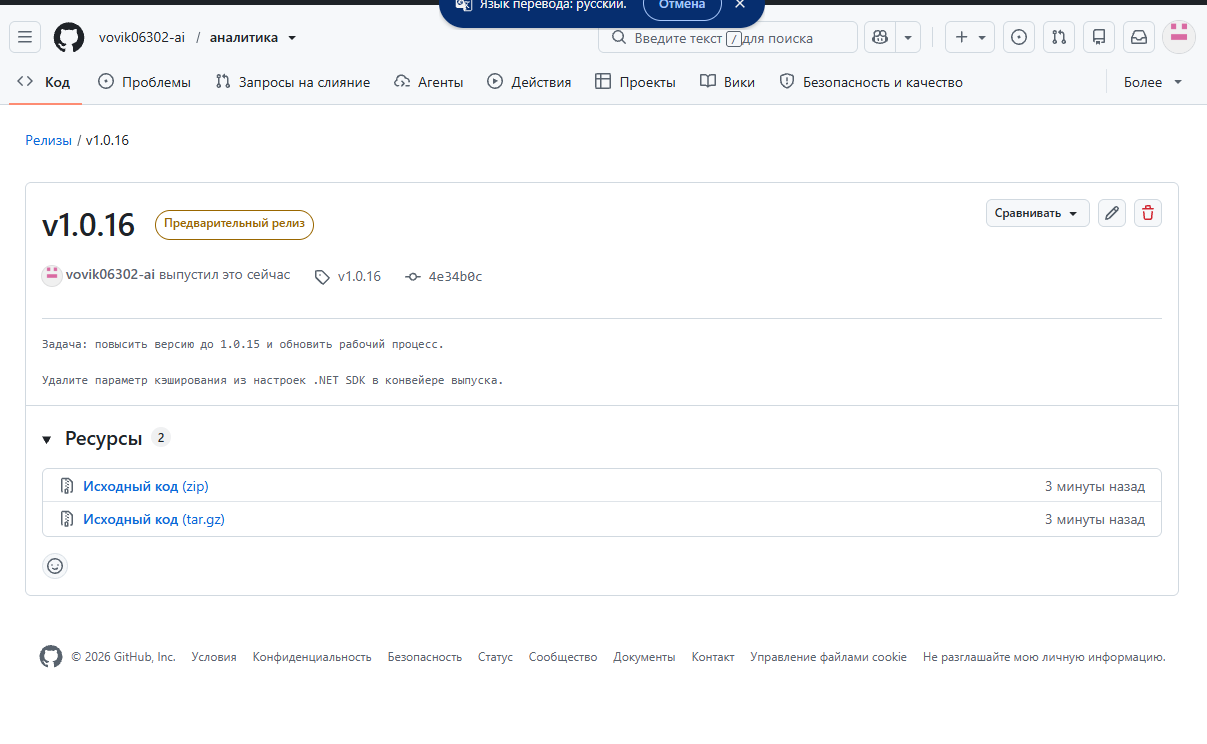 Язык перевода: русский. Отмена
vovik06302-ai / аналитика Введите текст / для поиска
Код Проблемы Запросы на слияние Агенты Действия Проекты Вики Безопасность и качество Более
Релизы / v1.0.16
v1.0.16 Предварительный релиз Сравнивать
vovik06302-ai выпустил это сейчас v1.0.16 4e34b0c
Задача: повысить версию до 1.0.15 и обновить рабочий процесс.
Удалите параметр кэширования из настроек .NET SDK в конвейере выпуска.
Ресурсы 2
Исходный код (zip) 3 минуты назад
Исходный код (tar.gz) 3 минуты назад
© 2026 GitHub, Inc. Условия Конфиденциальность Безопасность Статус Сообщество Документы Контакт Управление файлами cookie Не разглашайте мою личную информацию.